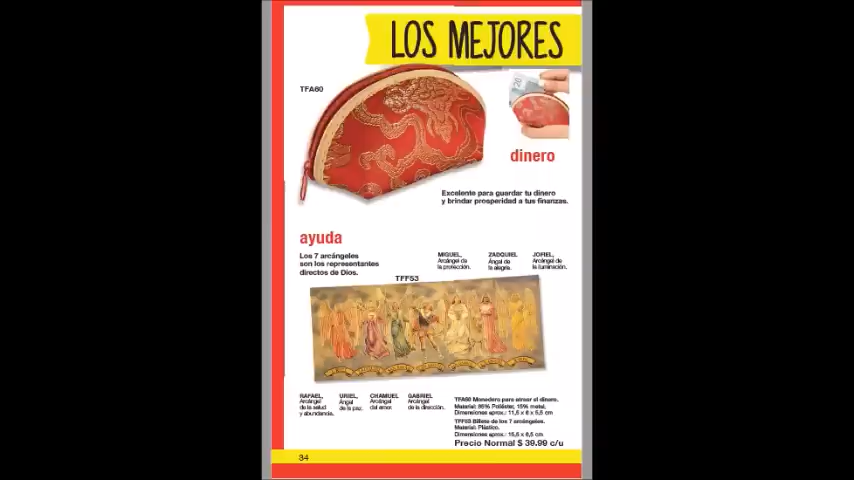 LOS MEJORES
TFA60
dinero
Excelente para guardar tu dinero
y brindar prosperidad a tus finanzas.
ayuda
Los 7 arcángeles
son los representantes
directos de Dios.
MIGUEL,
Arcángel de
la protección.
ZADQUIEL
Ángel de
la alegría.
JOFIEL,
Arcángel de
la iluminación.
TFF53
RAFAEL,
Arcángel
de la salud
y abundancia.
URIEL,
Ángel
de la paz.
CHAMUEL
Arcángel
del amor.
GABRIEL
Arcángel
de la dirección.
TFA60 Monedero para atraer el dinero.
Material: 85% Poliéster, 15% metal.
Dimensiones aprox.: 11,5 x 6 x 5,5 cm
TFF53 Billete de los 7 arcángeles.
Material: Plástico.
Dimensiones aprox.: 15,6 x 6,5 cm
Precio Normal $ 39.99 c/u
34